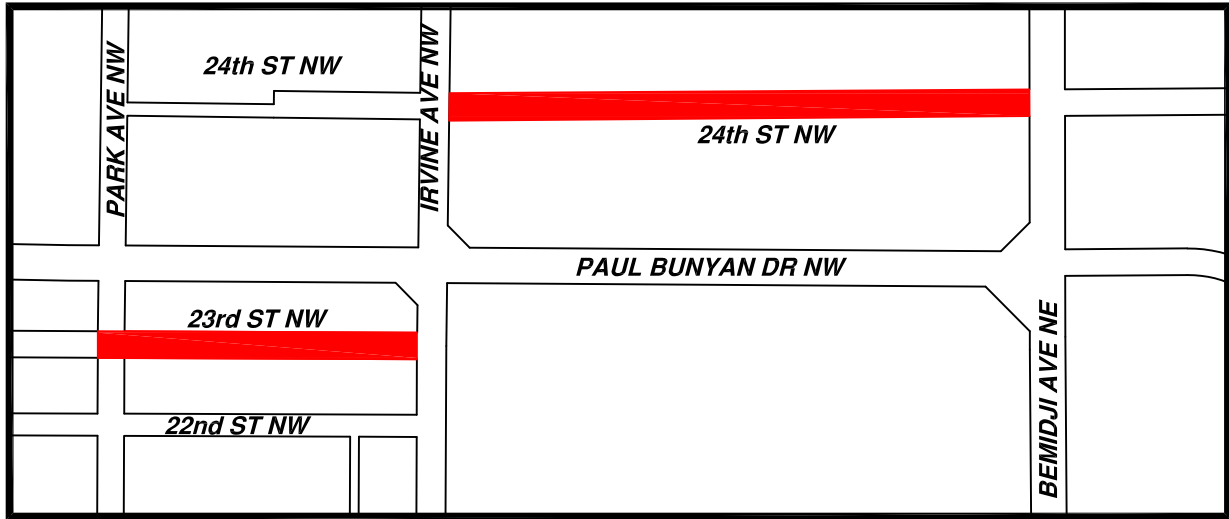 24th ST NW
PARK AVE NW
IRVINE AVE NW
24th ST NW
PAUL BUNYAN DR NW
23rd ST NW
BEMIDJI AVE NE
22nd ST NW